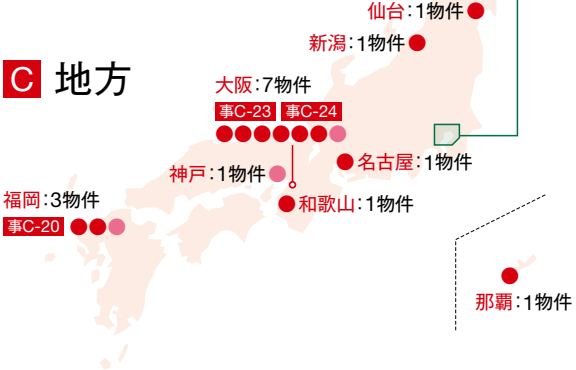 仙台：1物件
新潟：1物件
C 地方
大阪：7物件
事C-23 事C-24
名古屋：1物件
神戸：1物件
福岡：3物件
和歌山：1物件
事C-20
那覇：1物件